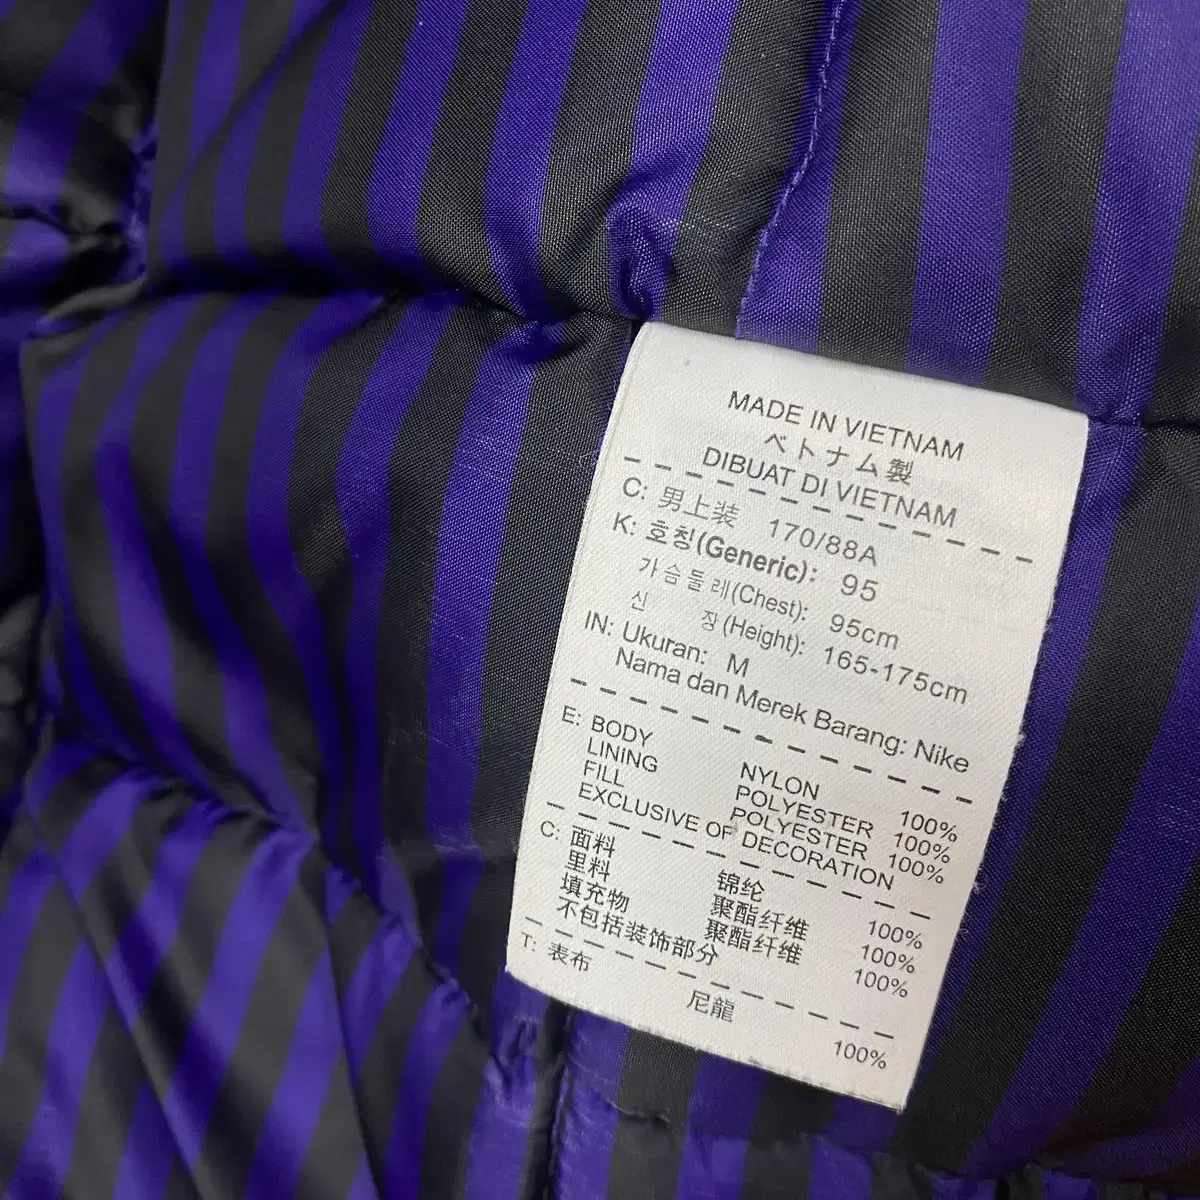 MADE IN VIETNAM
ベトナム製
DIBUAT DI VIETNAM
C: 男上装 170/88A
K: 호칭(Generic): 95
가슴둘레(Chest): 95cm
신 장(Height): 165-175cm
IN: Ukuran: M
Nama dan Merek Barang: Nike
E: BODY NYLON 100%
LINING POLYESTER 100%
FILL POLYESTER 100%
EXCLUSIVE OF DECORATION
C: 面料 锦纶 100%
里料 聚酯纤维 100%
填充物 聚酯纤维 100%
不包括装饰部分
T: 表布 尼龍 100%